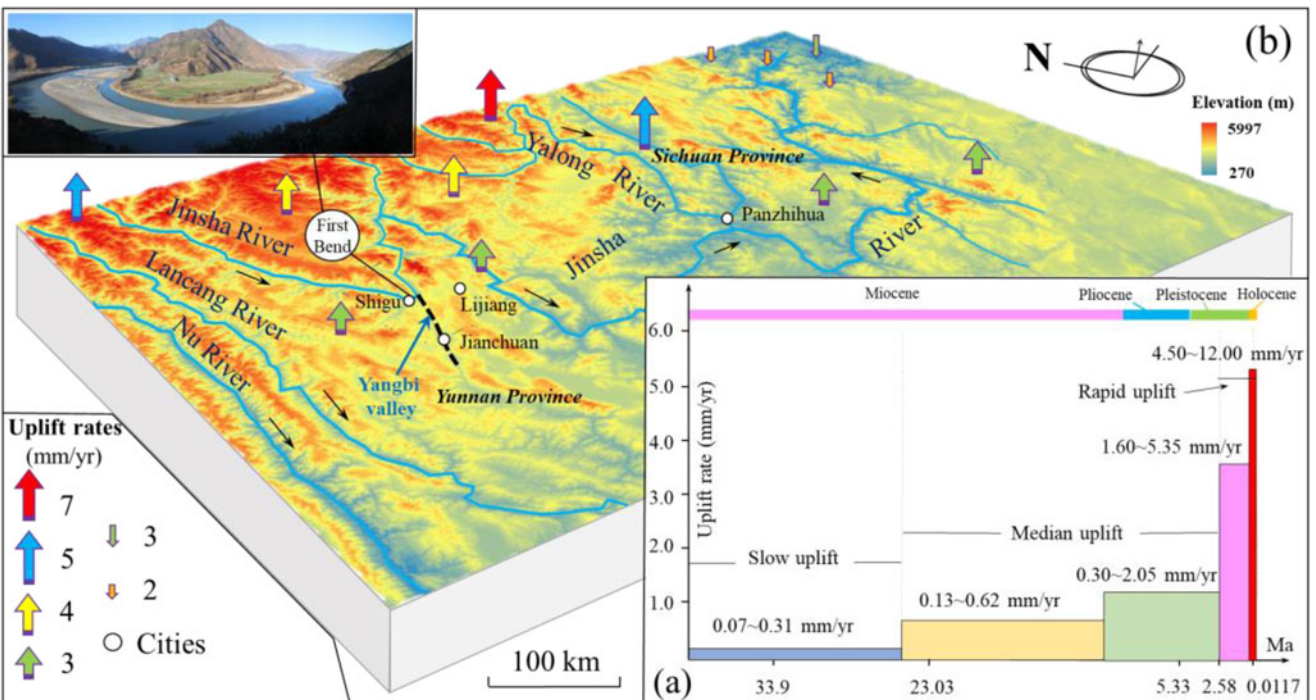 (b)
N
Elevation (m)
5997
270
Yalong River
Sichuan Province
Panzhihua
Jinsha River
First
Bend
Jinsha
River
Lancang River
Shigu
Lijiang
Nu River
Jianchuan
Yangbi
valley
Yunnan Province
Uplift rates
(mm/yr)
7
5
4
3
3
2
Cities
100 km
(a)
Miocene
Pliocene
Pleistocene
Holocene
Uplift rate (mm/yr)
6.0
5.0
4.0
3.0
2.0
1.0
4.50~12.00 mm/yr
Rapid uplift
1.60~5.35 mm/yr
Slow uplift
Median uplift
0.30~2.05 mm/yr
0.13~0.62 mm/yr
0.07~0.31 mm/yr
Ma
33.9
23.03
5.33
2.58
0.0117